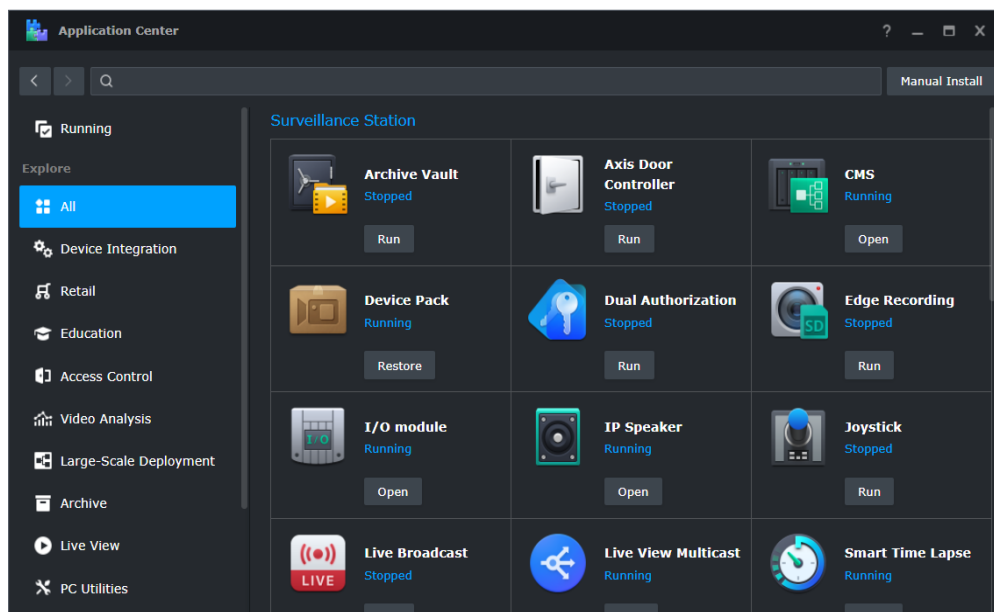 Application Center
?
Manual Install
Running
Explore
All
Device Integration
Retail
Education
Access Control
Video Analysis
Large-Scale Deployment
Archive
Live View
PC Utilities
Surveillance Station
Archive Vault
Stopped
Run
Axis Door
Controller
Stopped
Run
CMS
Running
Open
Device Pack
Running
Restore
Dual Authorization
Stopped
Run
SD
Edge Recording
Stopped
Run
I/O
I/O module
Running
Open
IP Speaker
Running
Open
Joystick
Stopped
Run
LIVE
Live Broadcast
Stopped
Live View Multicast
Running
Smart Time Lapse
Running